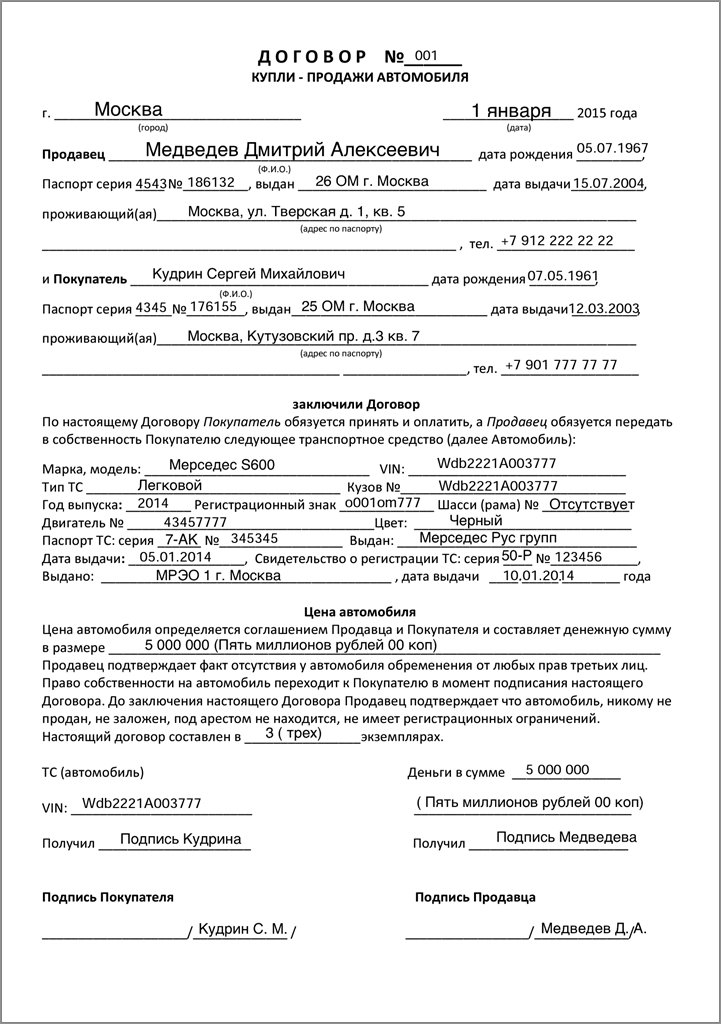 ДОГОВОР №001
КУПЛИ - ПРОДАЖИ АВТОМОБИЛЯ
г. Москва 1 января 2015 года
(город) (дата)
Продавец Медведев Дмитрий Алексеевич дата рождения 05.07.1967,
(Ф.И.О.)
Паспорт серия 4543 № 186132, выдан 26 ОМ г. Москва дата выдачи 15.07.2004,
проживающий(ая) Москва, ул. Тверская д. 1, кв. 5
(адрес по паспорту)
, тел. +7 912 222 22 22
и Покупатель Кудрин Сергей Михайлович дата рождения 07.05.1961,
(Ф.И.О.)
Паспорт серия 4345 № 176155, выдан 25 ОМ г. Москва дата выдачи 12.03.2003,
проживающий(ая) Москва, Кутузовский пр. д.3 кв. 7
(адрес по паспорту)
, тел. +7 901 777 77 77
заключили Договор
По настоящему Договору Покупатель обязуется принять и оплатить, а Продавец обязуется передать
в собственность Покупателю следующее транспортное средство (далее Автомобиль):
Марка, модель: Мерседес S600 VIN: Wdb2221A003777
Тип ТС Легковой Кузов № Wdb2221A003777
Год выпуска: 2014 Регистрационный знак о001ом777 Шасси (рама) № Отсутствует
Двигатель № 43457777 Цвет: Черный
Паспорт ТС: серия 7-АК № 345345 Выдан: Мерседес Рус групп
Дата выдачи: 05.01.2014, Свидетельство о регистрации ТС: серия 50-Р № 123456,
Выдано: МРЭО 1 г. Москва, дата выдачи 10.01.2014 года
Цена автомобиля
Цена автомобиля определяется соглашением Продавца и Покупателя и составляет денежную сумму
в размере 5 000 000 (Пять миллионов рублей 00 коп)
Продавец подтверждает факт отсутствия у автомобиля обременения от любых прав третьих лиц.
Право собственности на автомобиль переходит к Покупателю в момент подписания настоящего
Договора. До заключения настоящего Договора Продавец подтверждает что автомобиль, никому не
продан, не заложен, под арестом не находится, не имеет регистрационных ограничений.
Настоящий договор составлен в 3 ( трех) экземплярах.
ТС (автомобиль) Деньги в сумме 5 000 000
VIN: Wdb2221A003777 ( Пять миллионов рублей 00 коп)
Получил Подпись Кудрина Получил Подпись Медведева
Подпись Покупателя Подпись Продавца
/ Кудрин С. М. / / Медведев Д. А. /